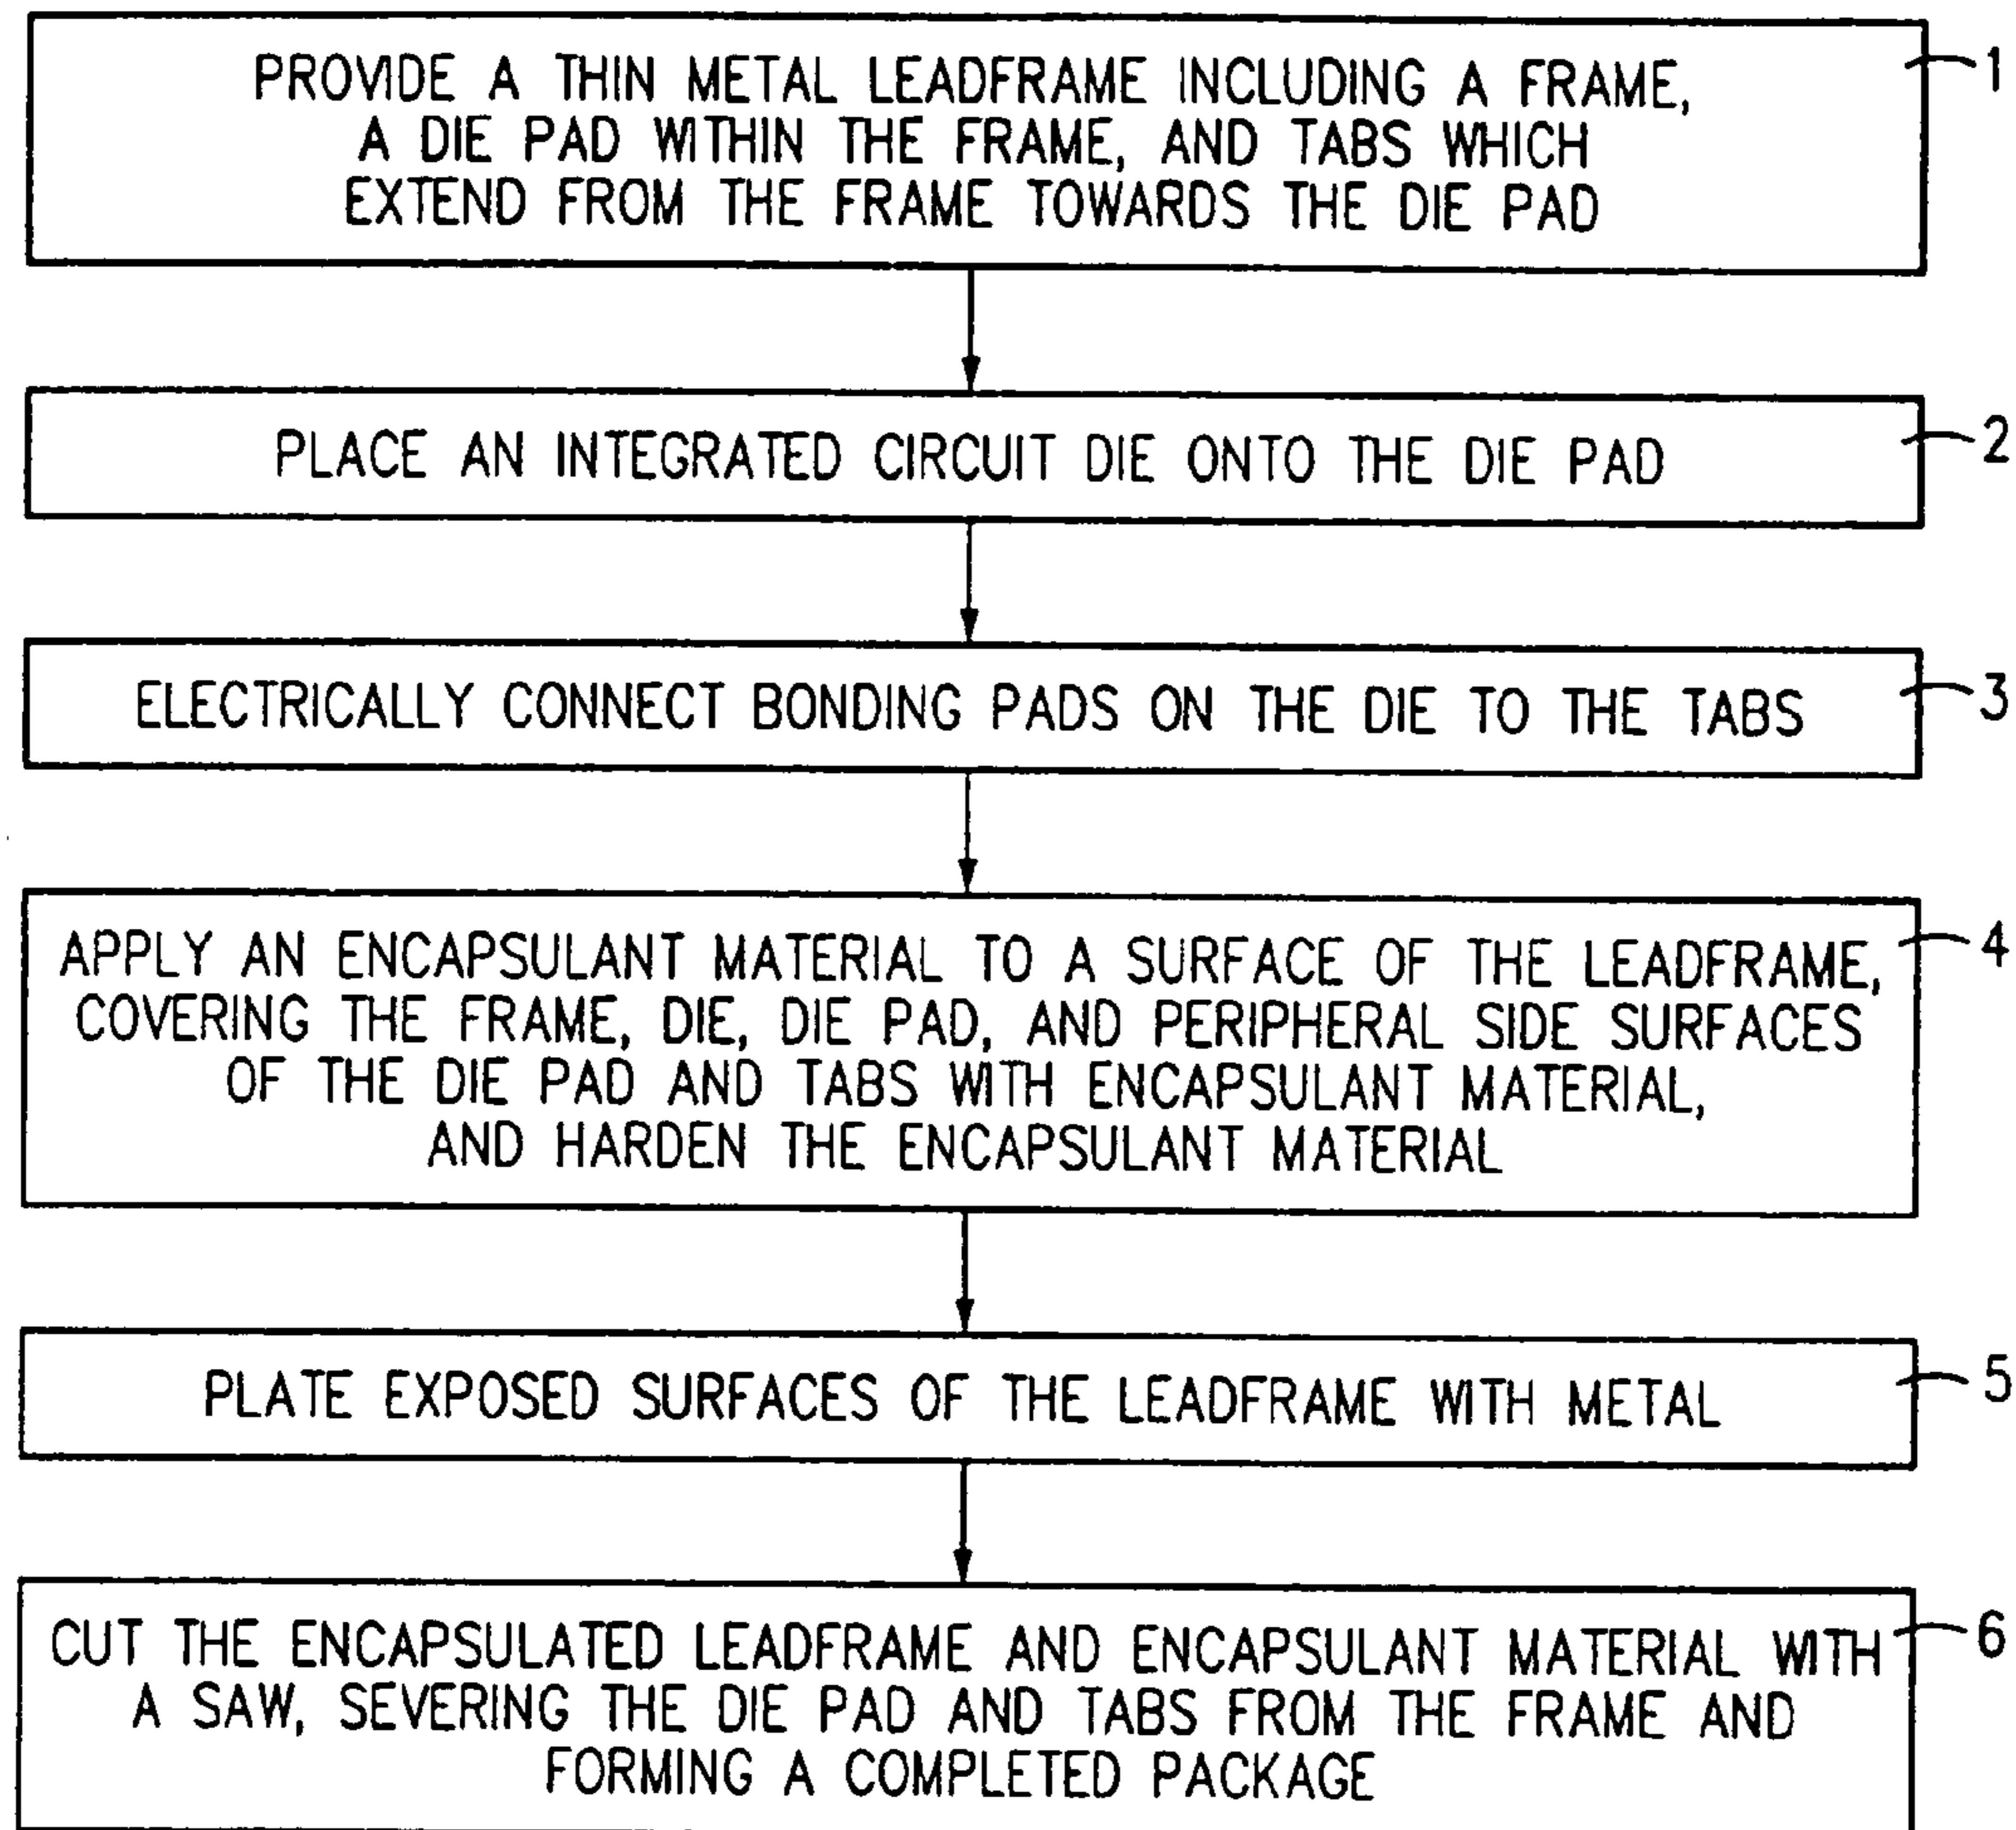 PROVIDE A THIN METAL LEADFRAME INCLUDING A FRAME,
A DIE PAD WITHIN THE FRAME, AND TABS WHICH
EXTEND FROM THE FRAME TOWARDS THE DIE PAD
1
PLACE AN INTEGRATED CIRCUIT DIE ONTO THE DIE PAD
2
ELECTRICALLY CONNECT BONDING PADS ON THE DIE TO THE TABS
3
APPLY AN ENCAPSULANT MATERIAL TO A SURFACE OF THE LEADFRAME,
COVERING THE FRAME, DIE, DIE PAD, AND PERIPHERAL SIDE SURFACES
OF THE DIE PAD AND TABS WITH ENCAPSULANT MATERIAL,
AND HARDEN THE ENCAPSULANT MATERIAL
4
PLATE EXPOSED SURFACES OF THE LEADFRAME WITH METAL
5
CUT THE ENCAPSULATED LEADFRAME AND ENCAPSULANT MATERIAL WITH
A SAW, SEVERING THE DIE PAD AND TABS FROM THE FRAME AND
FORMING A COMPLETED PACKAGE
6